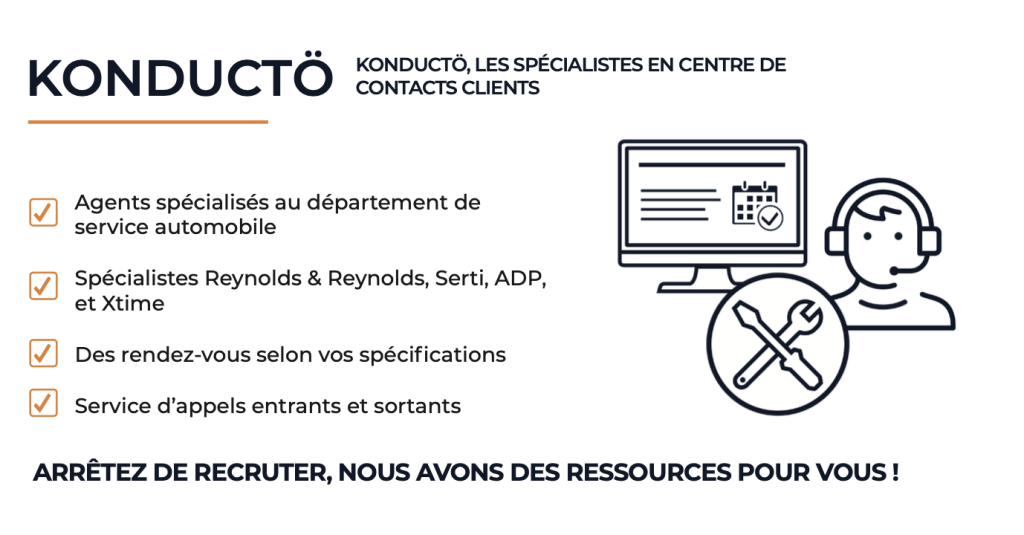 KONDUCTÖ
KONDUCTÖ, LES SPÉCIALISTES EN CENTRE DE
CONTACTS CLIENTS
Agents spécialisés au département de
service automobile
Spécialistes Reynolds & Reynolds, Serti, ADP,
et Xtime
Des rendez-vous selon vos spécifications
Service d’appels entrants et sortants
ARRÊTEZ DE RECRUTER, NOUS AVONS DES RESSOURCES POUR VOUS !